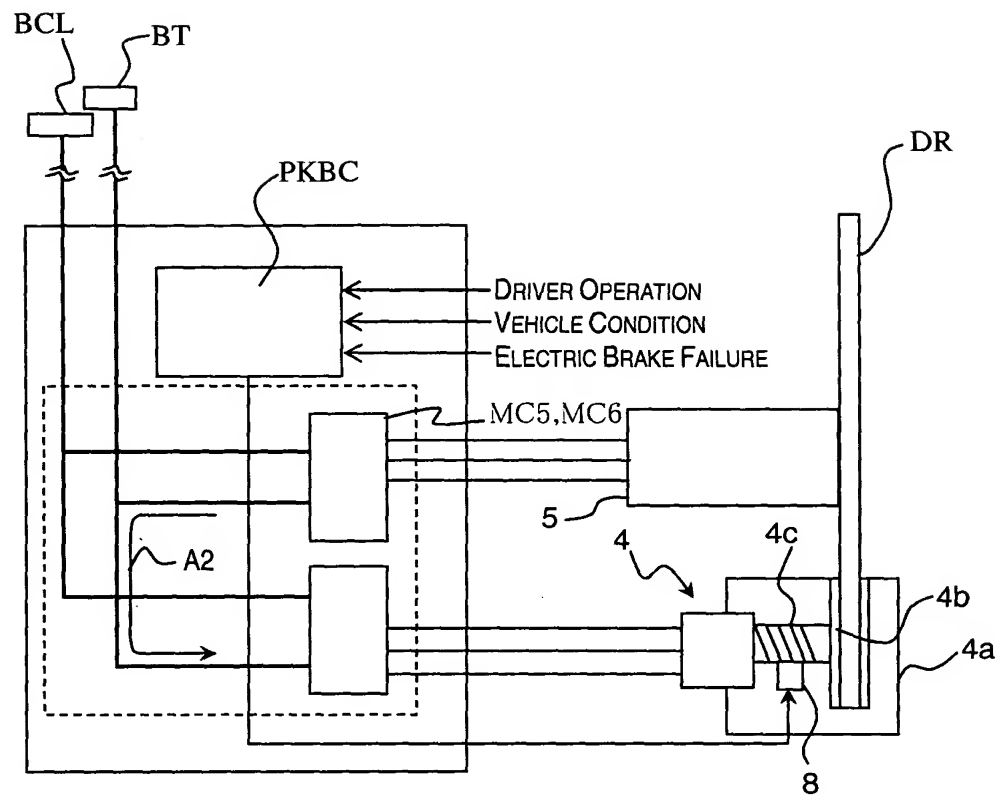 BCL
BT
DR
PKBC
DRIVER OPERATION
VEHICLE CONDITION
ELECTRIC BRAKE FAILURE
MC5,MC6
5
4
4c
A2
4b
4a
8